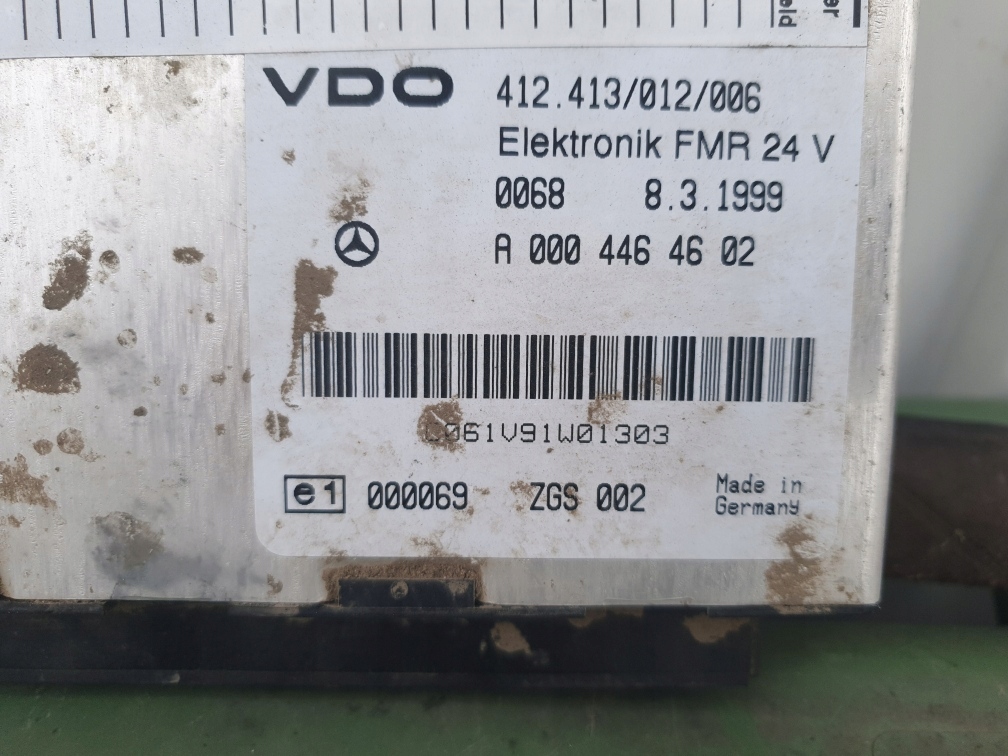 VDO
412.413/012/006
Elektronik FMR 24 V
0068 8.3.1999
A 000 446 46 02
061V91W01303
e1 000069 ZGS 002
Made in
Germany